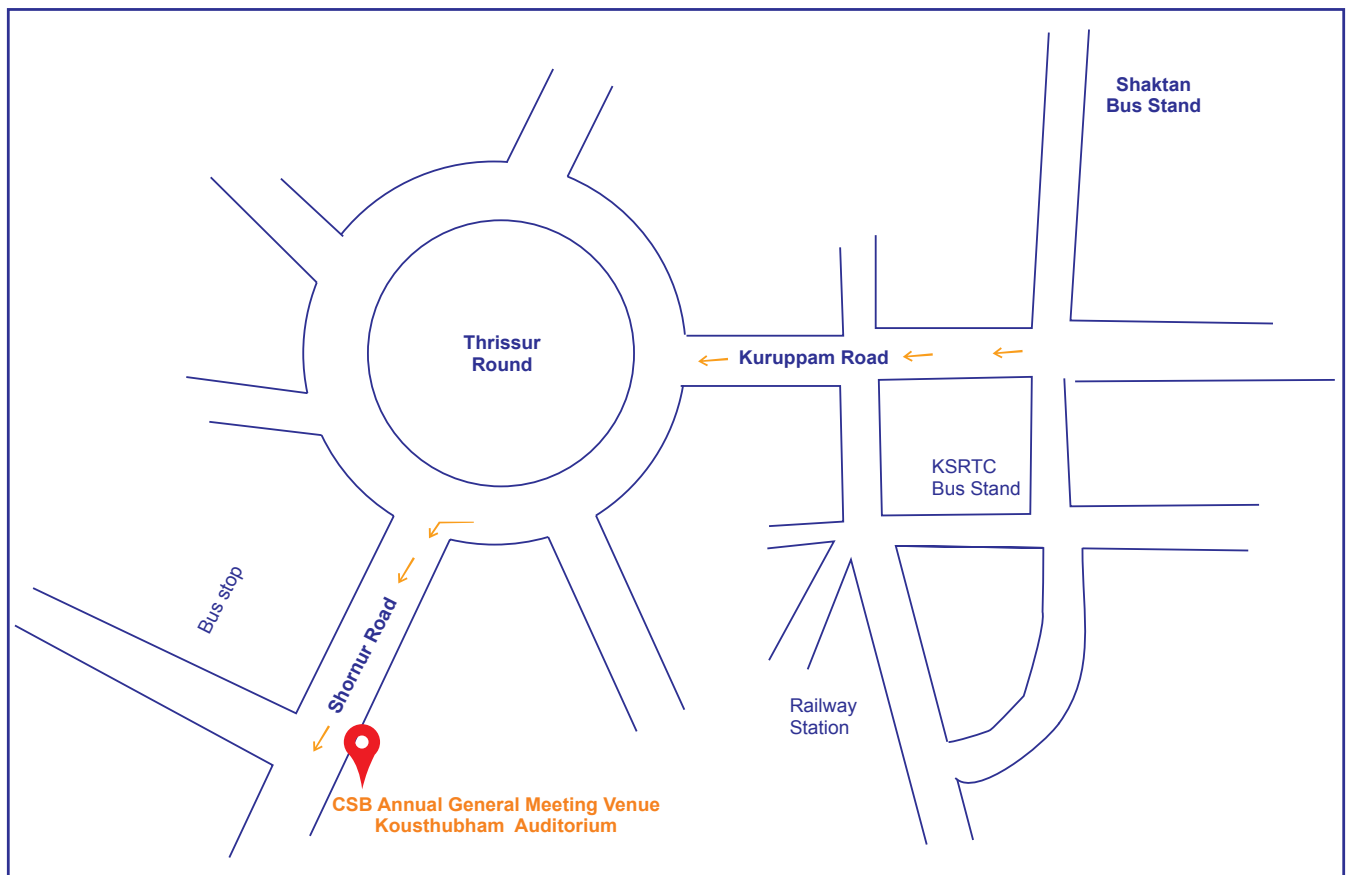 Shaktan
Bus Stand
Thrissur
Round
Kuruppam Road
KSRTC
Bus Stand
Bus stop
Shornur Road
Railway
Station
CSB Annual General Meeting Venue
Kousthubham Auditorium